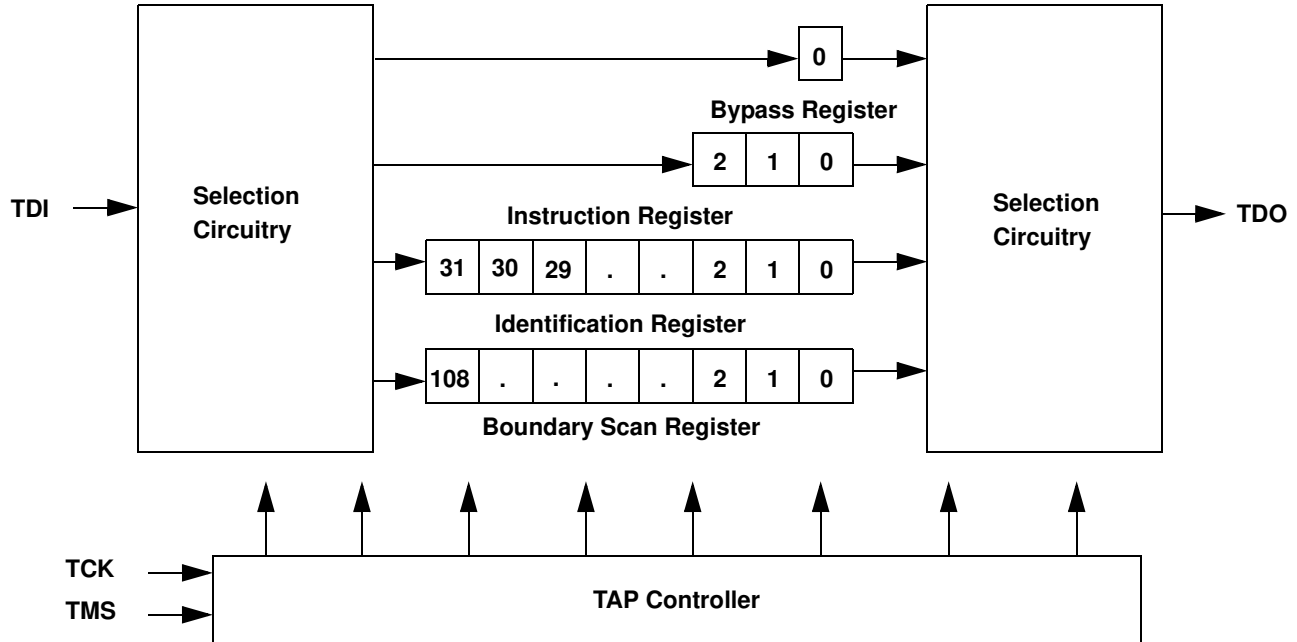 0
Bypass Register
2 1 0
TDI
Selection
Circuitry
Instruction Register
31 30 29 . . 2 1 0
Identification Register
108 . . . . 2 1 0
Boundary Scan Register
Selection
Circuitry
TDO
TCK
TMS
TAP Controller